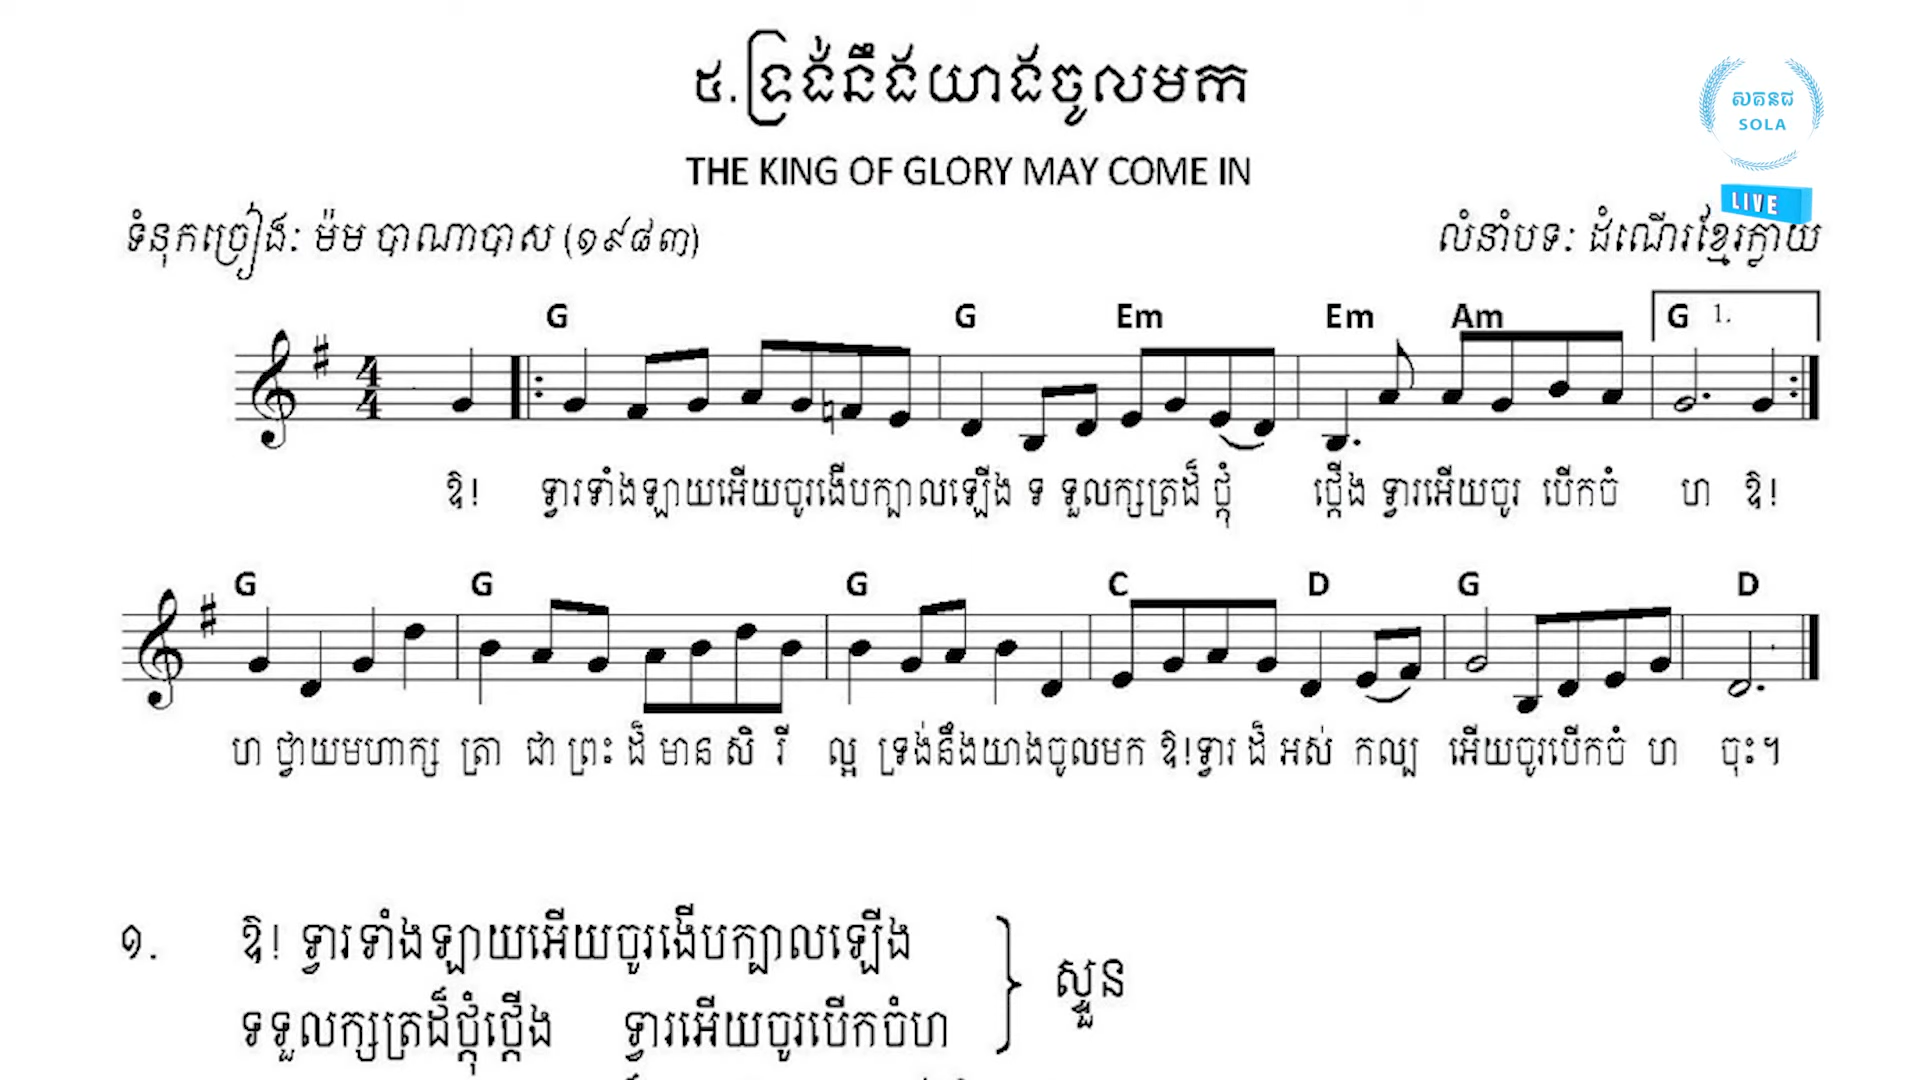 ៥.ទ្រង់នឹងយាងចូលមក
សគនជ
SOLA
THE KING OF GLORY MAY COME IN
LIVE
ទំនុកច្រៀង: ម៉ម បាណាបាស (១៩៨៣)
លំនាំបទ: ដំណើរខ្មែរក្លាយ
G G Em Em Am G 1.
4
4
ឱ! ទ្វារទាំងឡាយអើយចូរងើបក្បាលឡើង ទ ទួលក្សត្រដ៏ ថ្កុំ ថ្កើង ទ្វារអើយចូរ បើកចំ ហ ឱ!
G G G C D G D
ហ ថ្វាយមហាក្ស ត្រា ជា ព្រះ ដ៏ មាន សិ រី ល្អ ទ្រង់នឹងយាងចូលមក ឱ!ទ្វារ ដ៏ អស់ កល្ប អើយចូរបើកចំ ហ ចុះ។
១. ឱ! ទ្វារទាំងឡាយអើយចូរងើបក្បាលឡើង
ទទួលក្សត្រដ៏ថ្កុំថ្កើង ទ្វារអើយចូរបើកចំហ
ស្ទួន